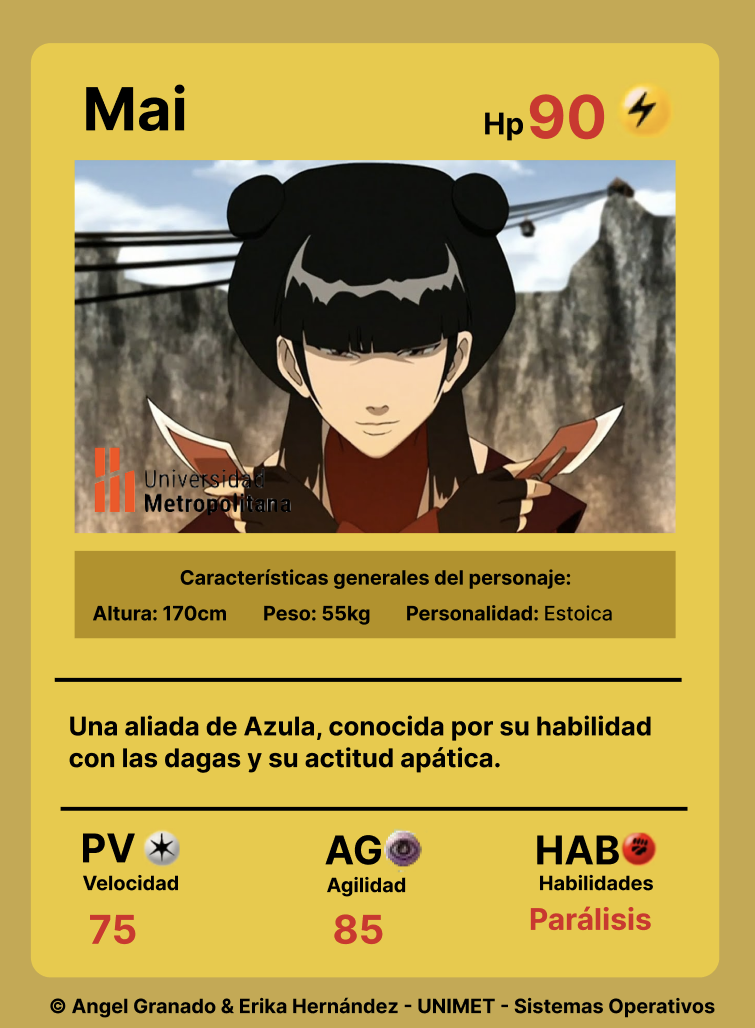 Mai
Hp 90
Universidad
Metropolitana
Características generales del personaje:
Altura: 170cm Peso: 55kg Personalidad: Estoica
Una aliada de Azula, conocida por su habilidad
con las dagas y su actitud apática.
PV AG HAB
Velocidad Agilidad Habilidades
75 85 Parálisis
© Angel Granado & Erika Hernández - UNIMET - Sistemas Operativos